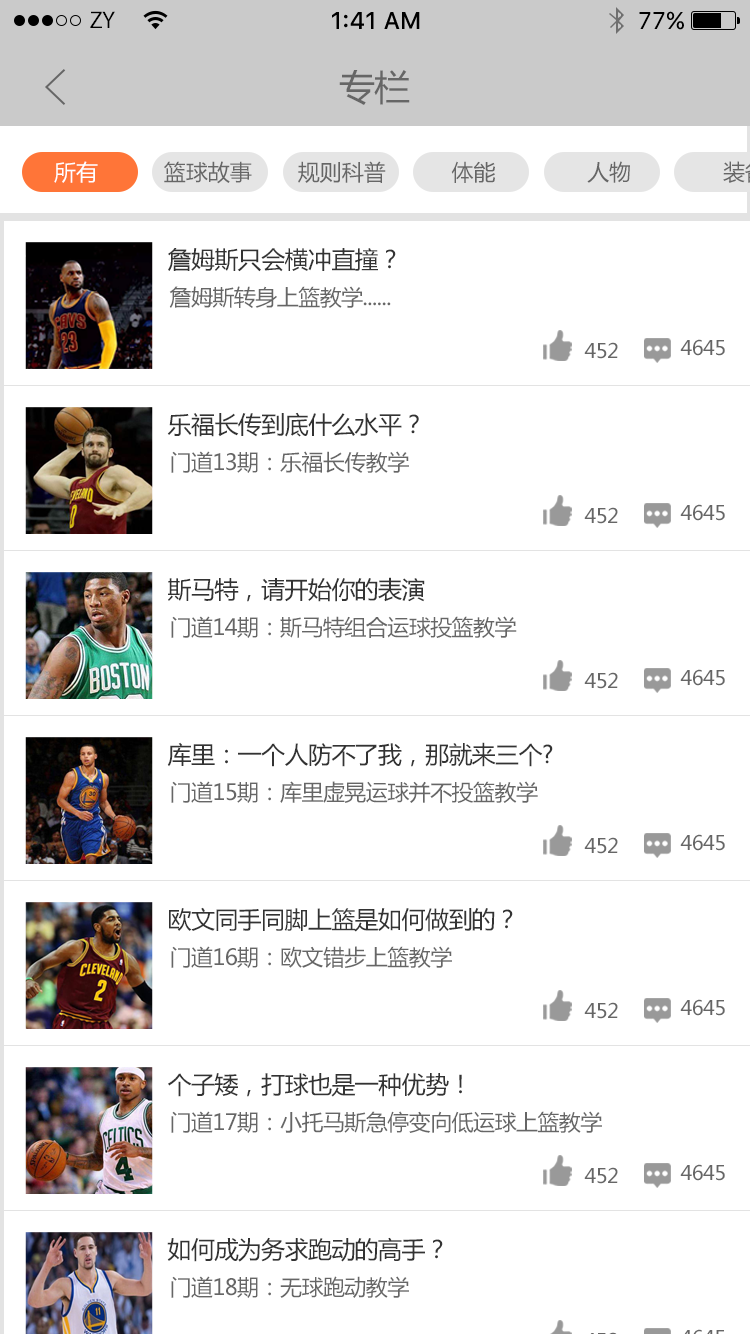 ZY 1:41 AM 77%
专栏
所有 篮球故事 规则科普 体能 人物
詹姆斯只会横冲直撞？
詹姆斯转身上篮教学......
CAVS
23
452 4645
乐福长传到底什么水平？
门道13期：乐福长传教学
0
452 4645
斯马特，请开始你的表演
门道14期：斯马特组合运球投篮教学
BOSTON
452 4645
库里：一个人防不了我，那就来三个?
门道15期：库里虚晃运球并不投篮教学
30
452 4645
欧文同手同脚上篮是如何做到的？
门道16期：欧文错步上篮教学
CLEVELAND
2
452 4645
个子矮，打球也是一种优势！
门道17期：小托马斯急停变向低运球上篮教学
CELTICS
4
452 4645
如何成为务求跑动的高手？
门道18期：无球跑动教学
11